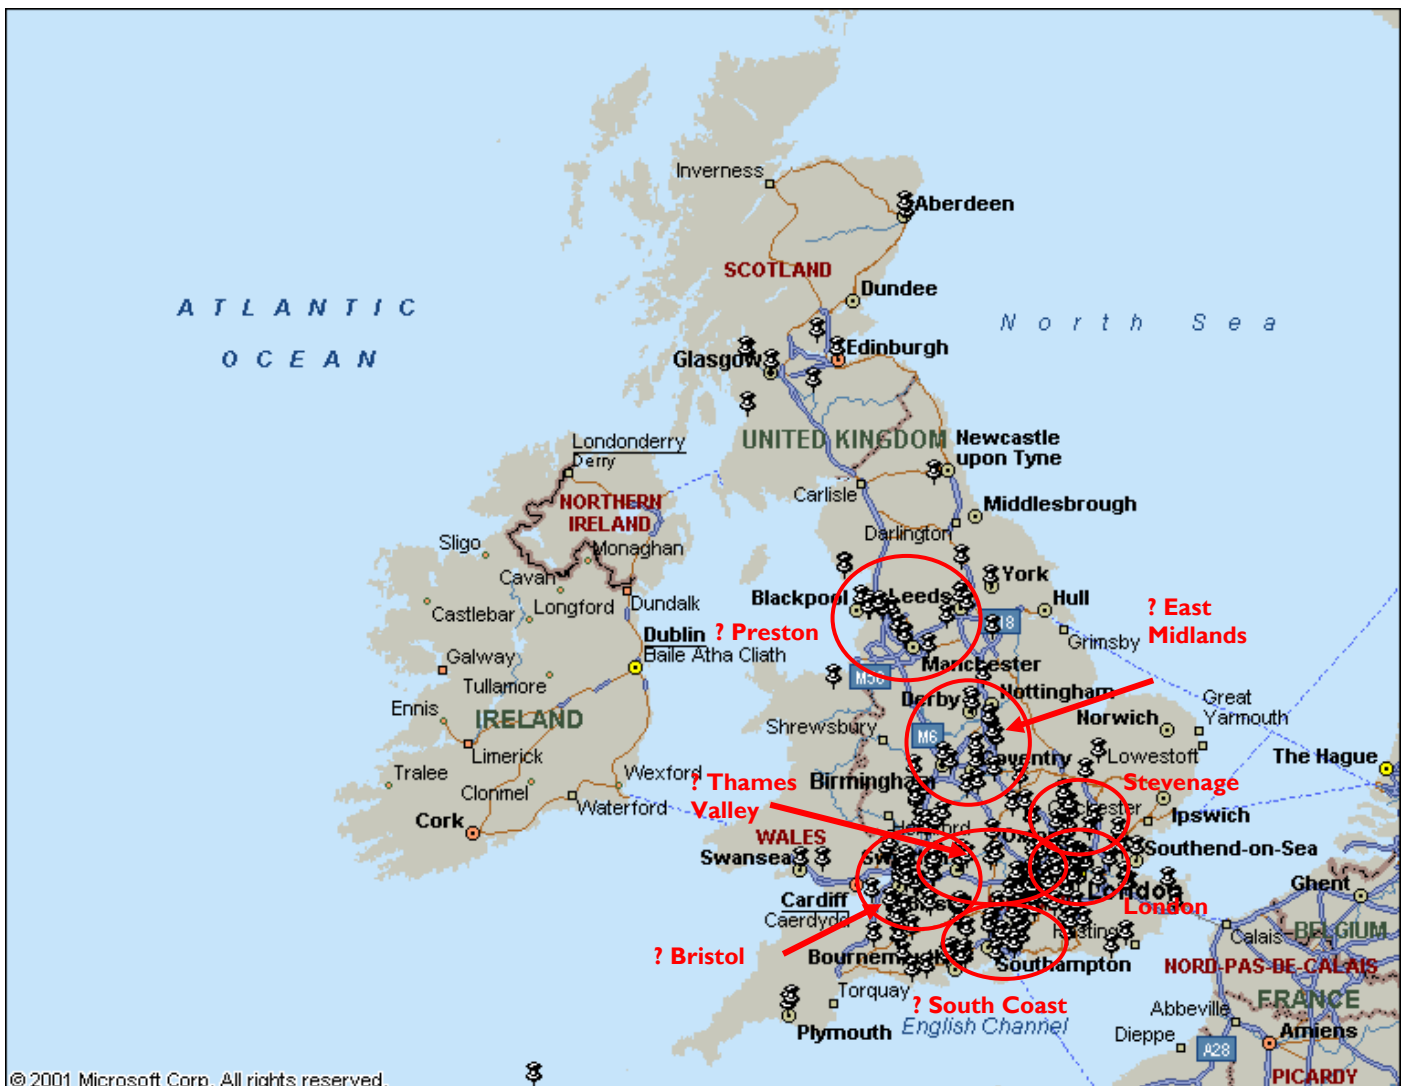 Inverness
Aberdeen
SCOTLAND
Dundee
ATLANTIC
OCEAN
North Sea
Glasgow
Edinburgh
UNITED KINGDOM
Newcastle
upon Tyne
Londonderry
Derry
Carlisle
NORTHERN
IRELAND
Middlesbrough
Darlington
Sligo
Monaghan
Cavan
York
Blackpool
Leeds
Hull
Castlebar
Longford
Dundalk
? East
Midlands
? Preston
Dublin
Baile Atha Cliath
Grimsby
Galway
Manchester
M56
Tullamore
Derby
Nottingham
Great
Yarmouth
Ennis
IRELAND
Shrewsbury
M6
Norwich
Limerick
Coventry
Lowestoft
The Hague
Tralee
Wexford
Birmingham
Clonmel
Waterford
? Thames
Valley
Stevenage
Ipswich
Cork
WALES
Swansea
Southend-on-Sea
Cardiff
Caerdydd
London
Ghent
London
Calais
BELGIUM
? Bristol
Southampton
NORD-PAS-DE-CALAIS
Torquay
? South Coast
Abbeville
FRANCE
Plymouth
English Channel
Dieppe
A28
Amiens
PICARDY
© 2001 Microsoft Corp. All rights reserved.